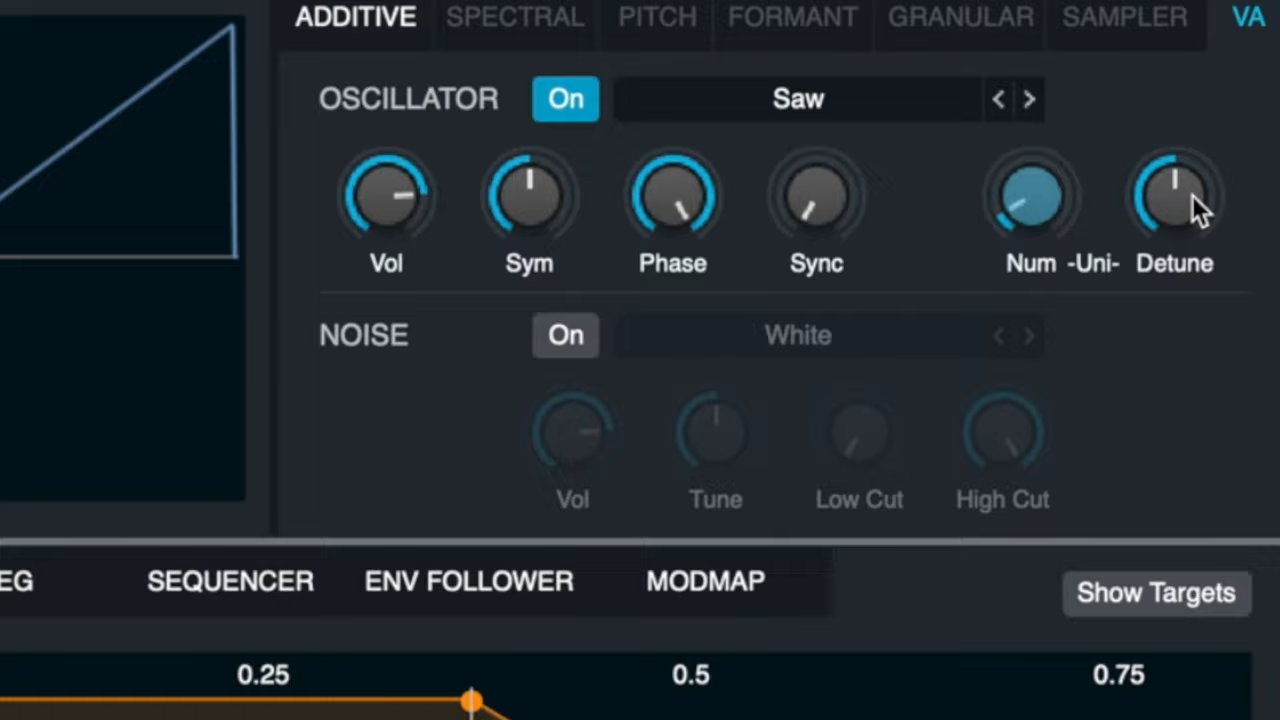 ADDITIVE SPECTRAL PITCH FORMANT GRANULAR SAMPLER VA
OSCILLATOR On Saw < >
Vol Sym Phase Sync Num -Uni- Detune
NOISE On White < >
Vol Tune Low Cut High Cut
EG SEQUENCER ENV FOLLOWER MODMAP Show Targets
0.25 0.5 0.75